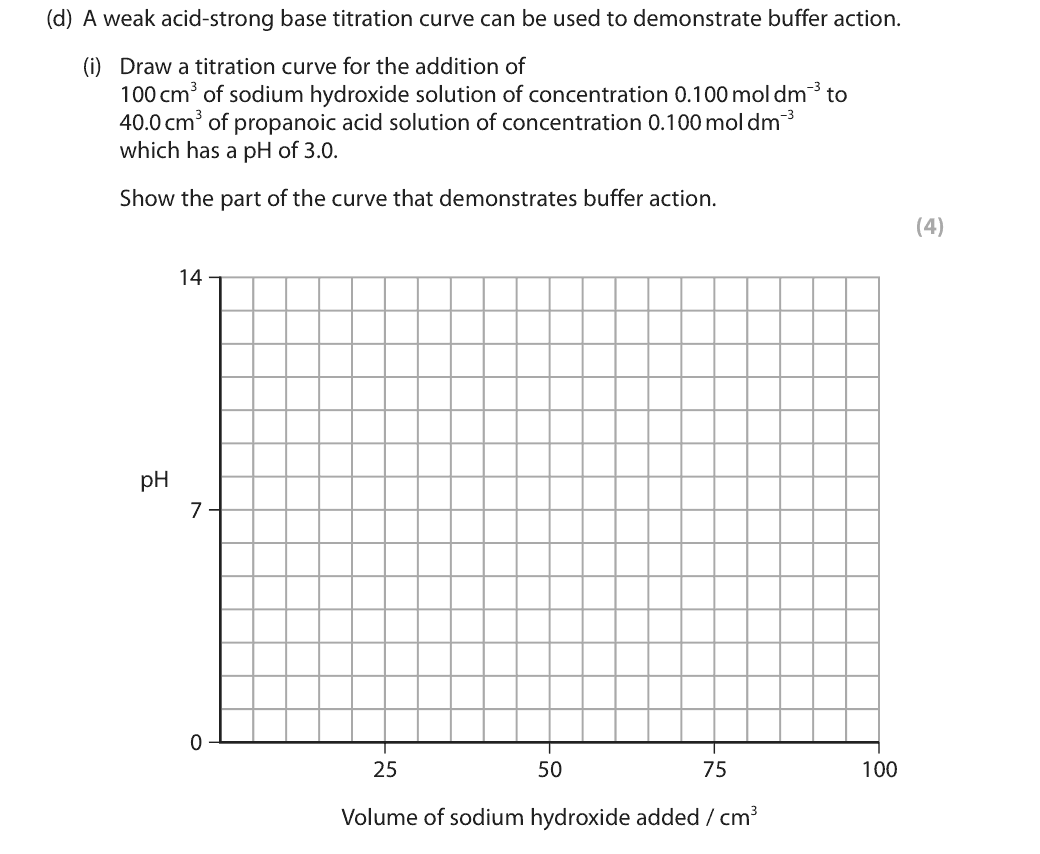 (d) A weak acid-strong base titration curve can be used to demonstrate buffer action.
(i) Draw a titration curve for the addition of
100 cm³ of sodium hydroxide solution of concentration 0.100 mol dm⁻³ to
40.0 cm³ of propanoic acid solution of concentration 0.100 mol dm⁻³
which has a pH of 3.0.
Show the part of the curve that demonstrates buffer action.
(4)
14
pH
7
0
25 50 75 100
Volume of sodium hydroxide added / cm³